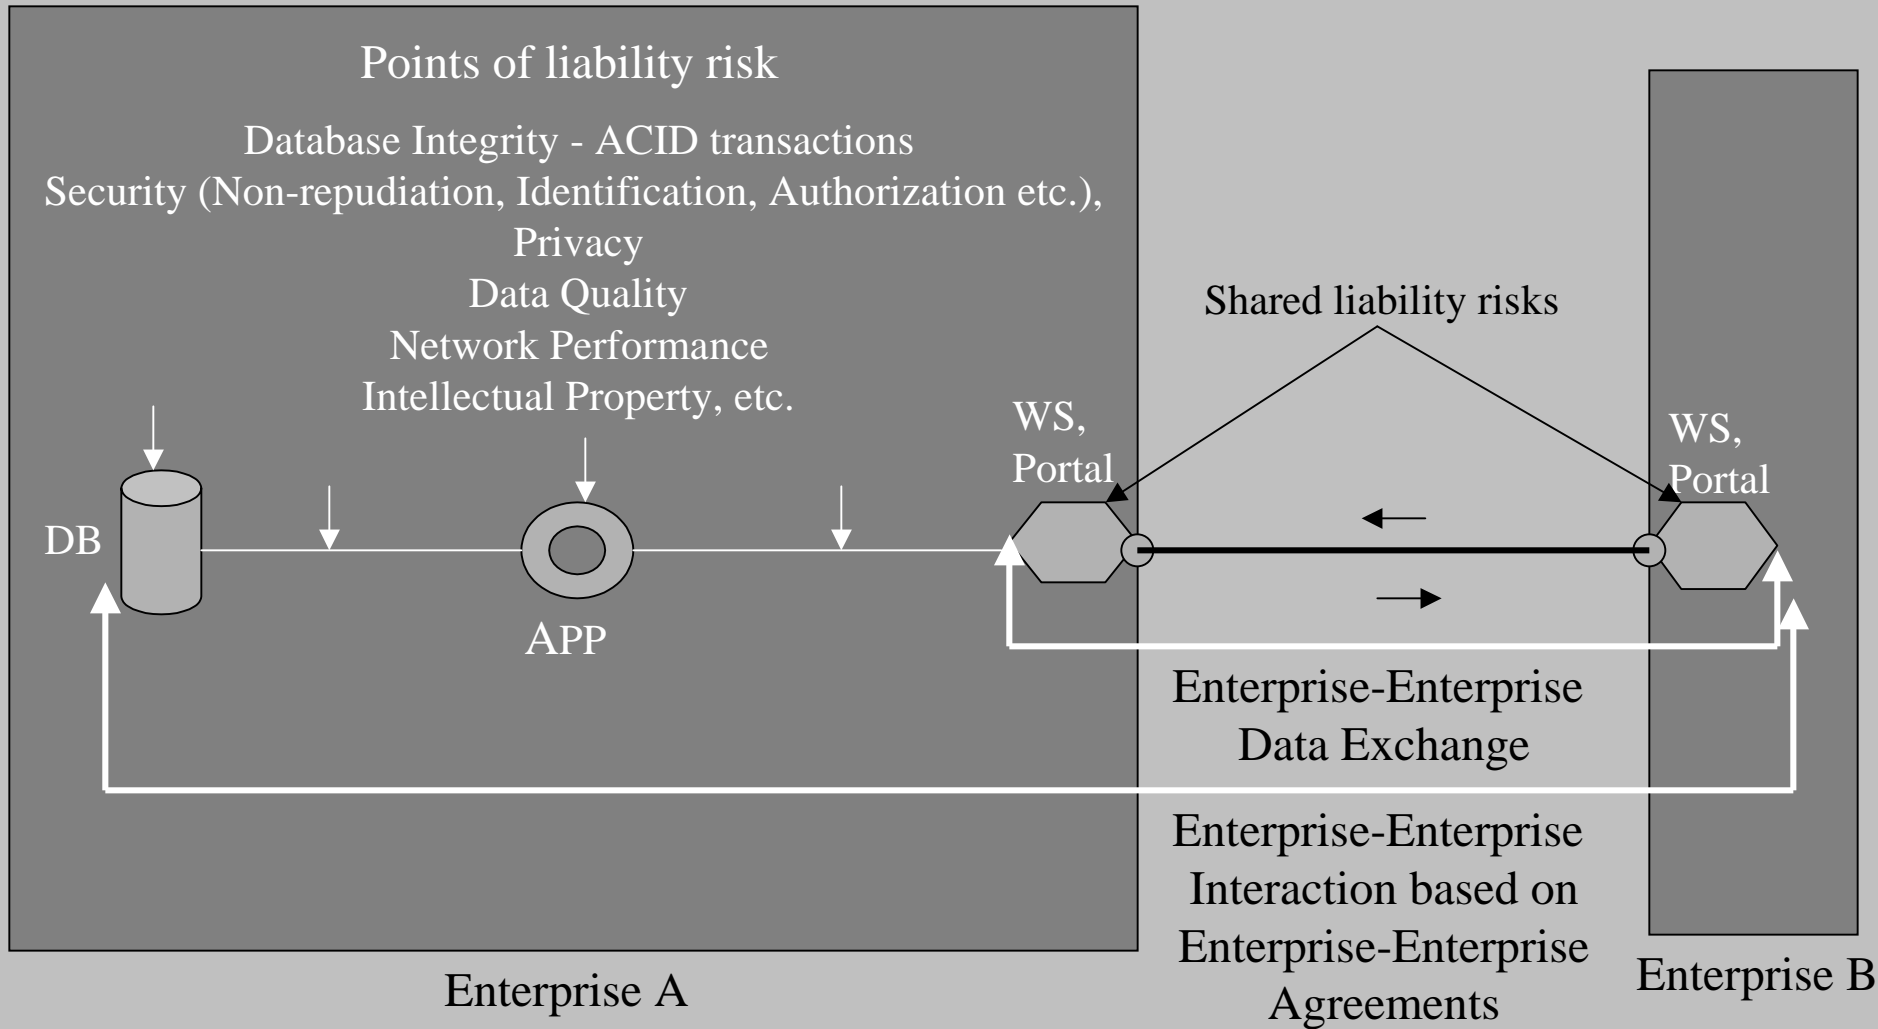 Points of liability risk
Database Integrity - ACID transactions
Security (Non-repudiation, Identification, Authorization etc.),
Privacy
Data Quality
Network Performance
Intellectual Property, etc.
Shared liability risks
WS,
Portal
WS,
Portal
DB
APP
Enterprise-Enterprise
Data Exchange
Enterprise-Enterprise
Interaction based on
Enterprise-Enterprise
Agreements
Enterprise A
Enterprise B